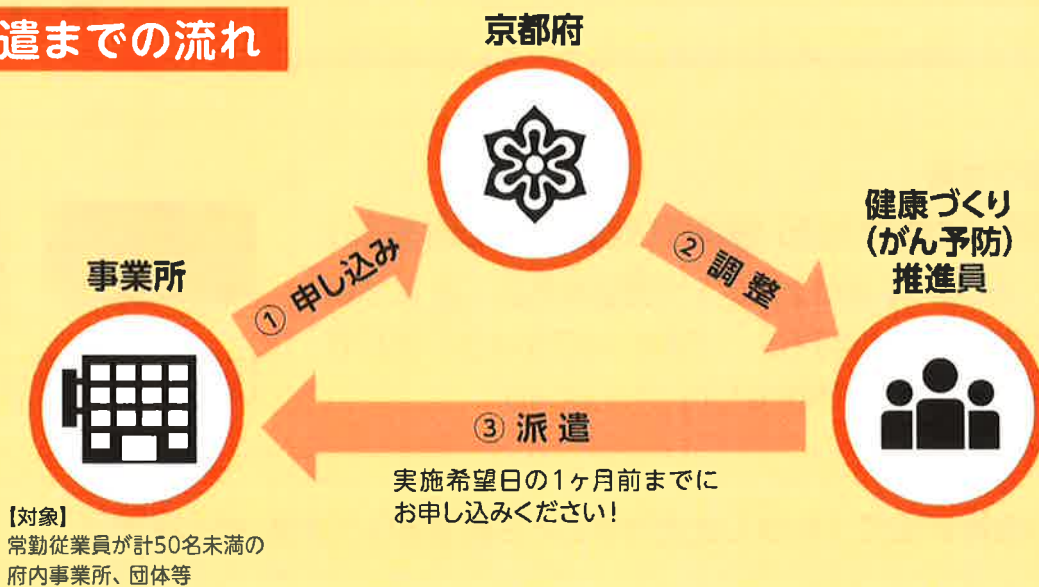 遣までの流れ
京都府
健康づくり
(がん予防)
推進員
事業所
① 申し込み
② 調整
③ 派遣
実施希望日の1ヶ月前までに
お申し込みください!
【対象】
常勤従業員が計50名未満の
府内事業所、団体等